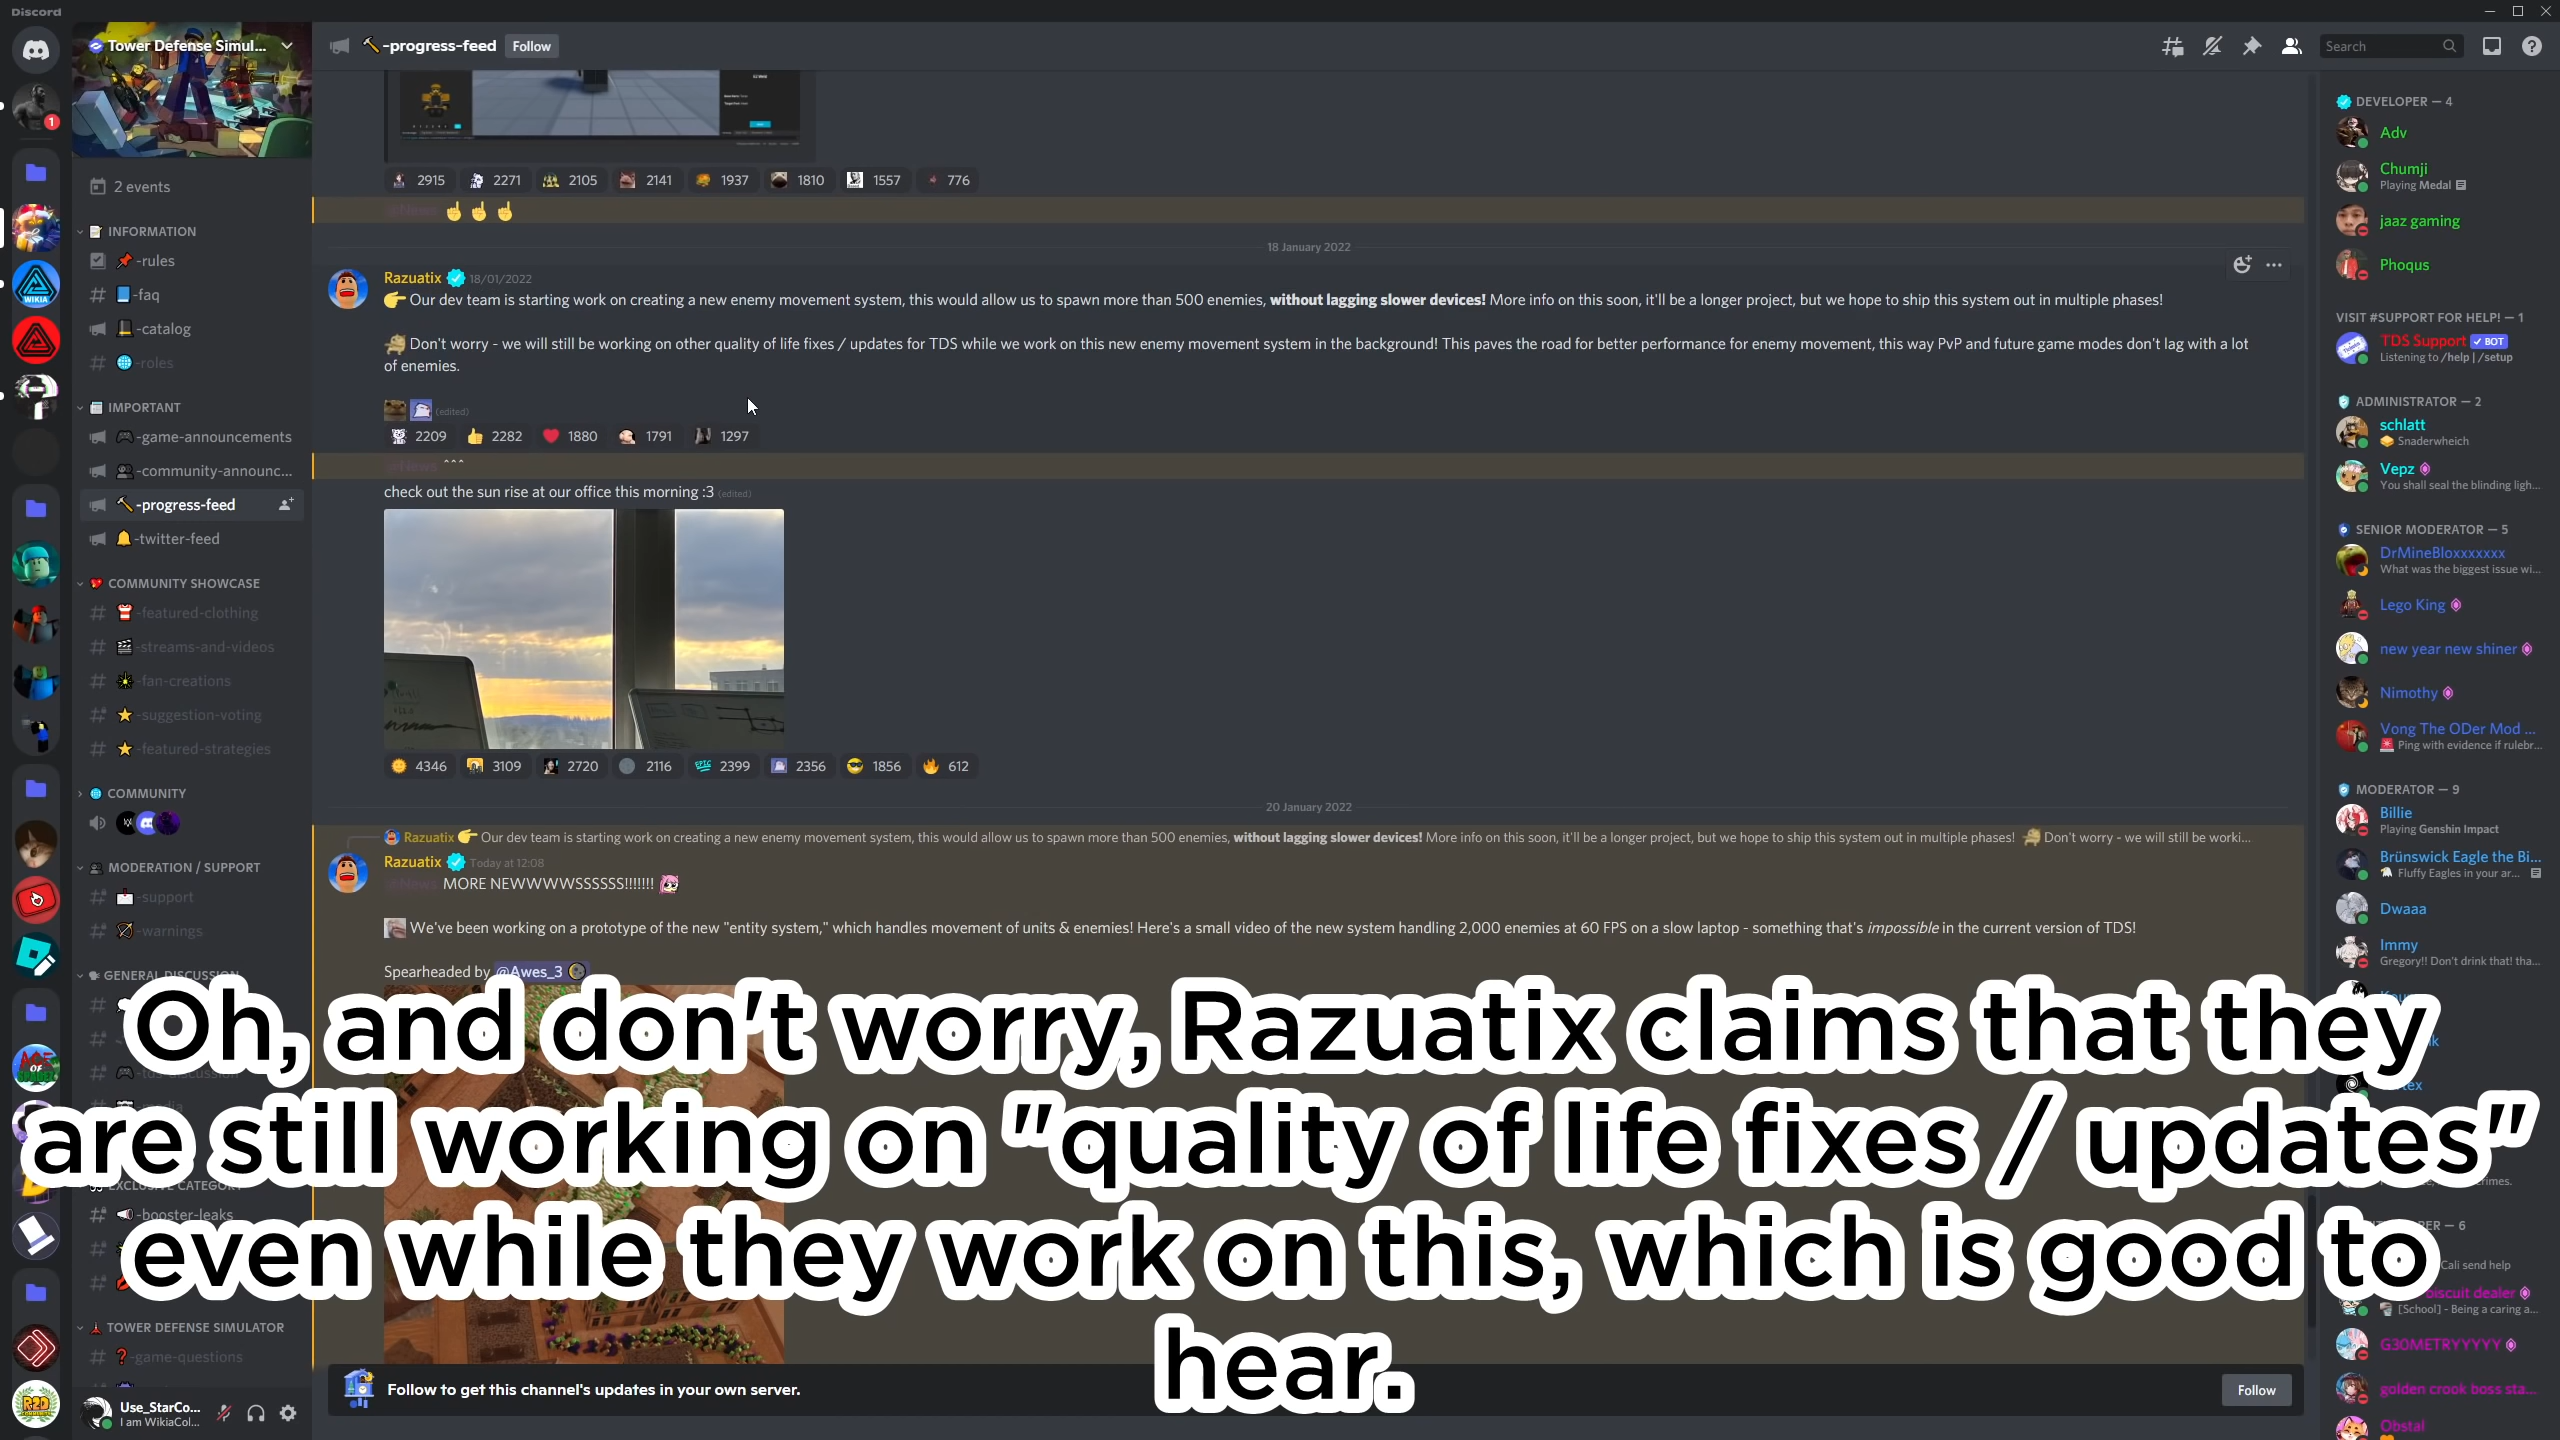 Discord
Tower Defense Simul...
-progress-feed
Follow
Search
2 events
INFORMATION
-rules
-faq
-catalog
-roles
IMPORTANT
-game-announcements
-community-announc...
-progress-feed
-twitter-feed
COMMUNITY SHOWCASE
-featured-clothing
-streams-and-videos
-fan-creations
-suggestion-voting
-featured-strategies
COMMUNITY
MODERATION / SUPPORT
-support
-warnings
GENERAL DISCUSSION
EXCLUSIVE CATEGORY
-booster-leaks
TOWER DEFENSE SIMULATOR
-game-questions
Use_StarCo...
I am WikiaCol...
1
WIKIA
2915 2271 2105 2141 1937 1810 1557 776
@News
18 January 2022
Razuatix 18/01/2022
Our dev team is starting work on creating a new enemy movement system, this would allow us to spawn more than 500 enemies, without lagging slower devices! More info on this soon, it'll be a longer project, but we hope to ship this system out in multiple phases!
Don't worry - we will still be working on other quality of life fixes / updates for TDS while we work on this new enemy movement system in the background! This paves the road for better performance for enemy movement, this way PvP and future game modes don't lag with a lot
of enemies.
(edited)
2209 2282 1880 1791 1297
@News ^^^
check out the sun rise at our office this morning :3 (edited)
4346 3109 2720 2116 2399 2356 1856 612
20 January 2022
Razuatix Our dev team is starting work on creating a new enemy movement system, this would allow us to spawn more than 500 enemies, without lagging slower devices! More info on this soon, it'll be a longer project, but we hope to ship this system out in multiple phases! Don't worry - we will still be worki...
Razuatix Today at 12:08
@News MORE NEWWWWSSSSSS!!!!!!!
We've been working on a prototype of the new "entity system," which handles movement of units & enemies! Here's a small video of the new system handling 2,000 enemies at 60 FPS on a slow laptop - something that's impossible in the current version of TDS!
Spearheaded by @Awes_3
Oh, and don't worry, Razuatix claims that they
are still working on "quality of life fixes / updates"
even while they work on this, which is good to
hear.
Follow to get this channel's updates in your own server.
Follow
DEVELOPER — 4
Adv
Chumji
Playing Medal
jaaz gaming
Phoqus
VISIT #SUPPORT FOR HELP! — 1
TDS Support BOT
Listening to /help | /setup
ADMINISTRATOR — 2
schlatt
Snaderwheich
Vepz
You shall seal the blinding ligh...
SENIOR MODERATOR — 5
DrMineBloxxxxxxx
What was the biggest issue wi...
Lego King
new year new shiner
Nimothy
Vong The ODer Mod ...
Ping with evidence if rulebr...
MODERATOR — 9
Billie
Playing Genshin Impact
Brünswick Eagle the Bi...
Fluffy Eagles in your ar...
Dwaaa
Immy
Gregory!! Don't drink that! tha...
Cali send help
biscuit dealer
[School] - Being a caring a...
G30METRYYYYY
golden crook boss sta...
Obstal